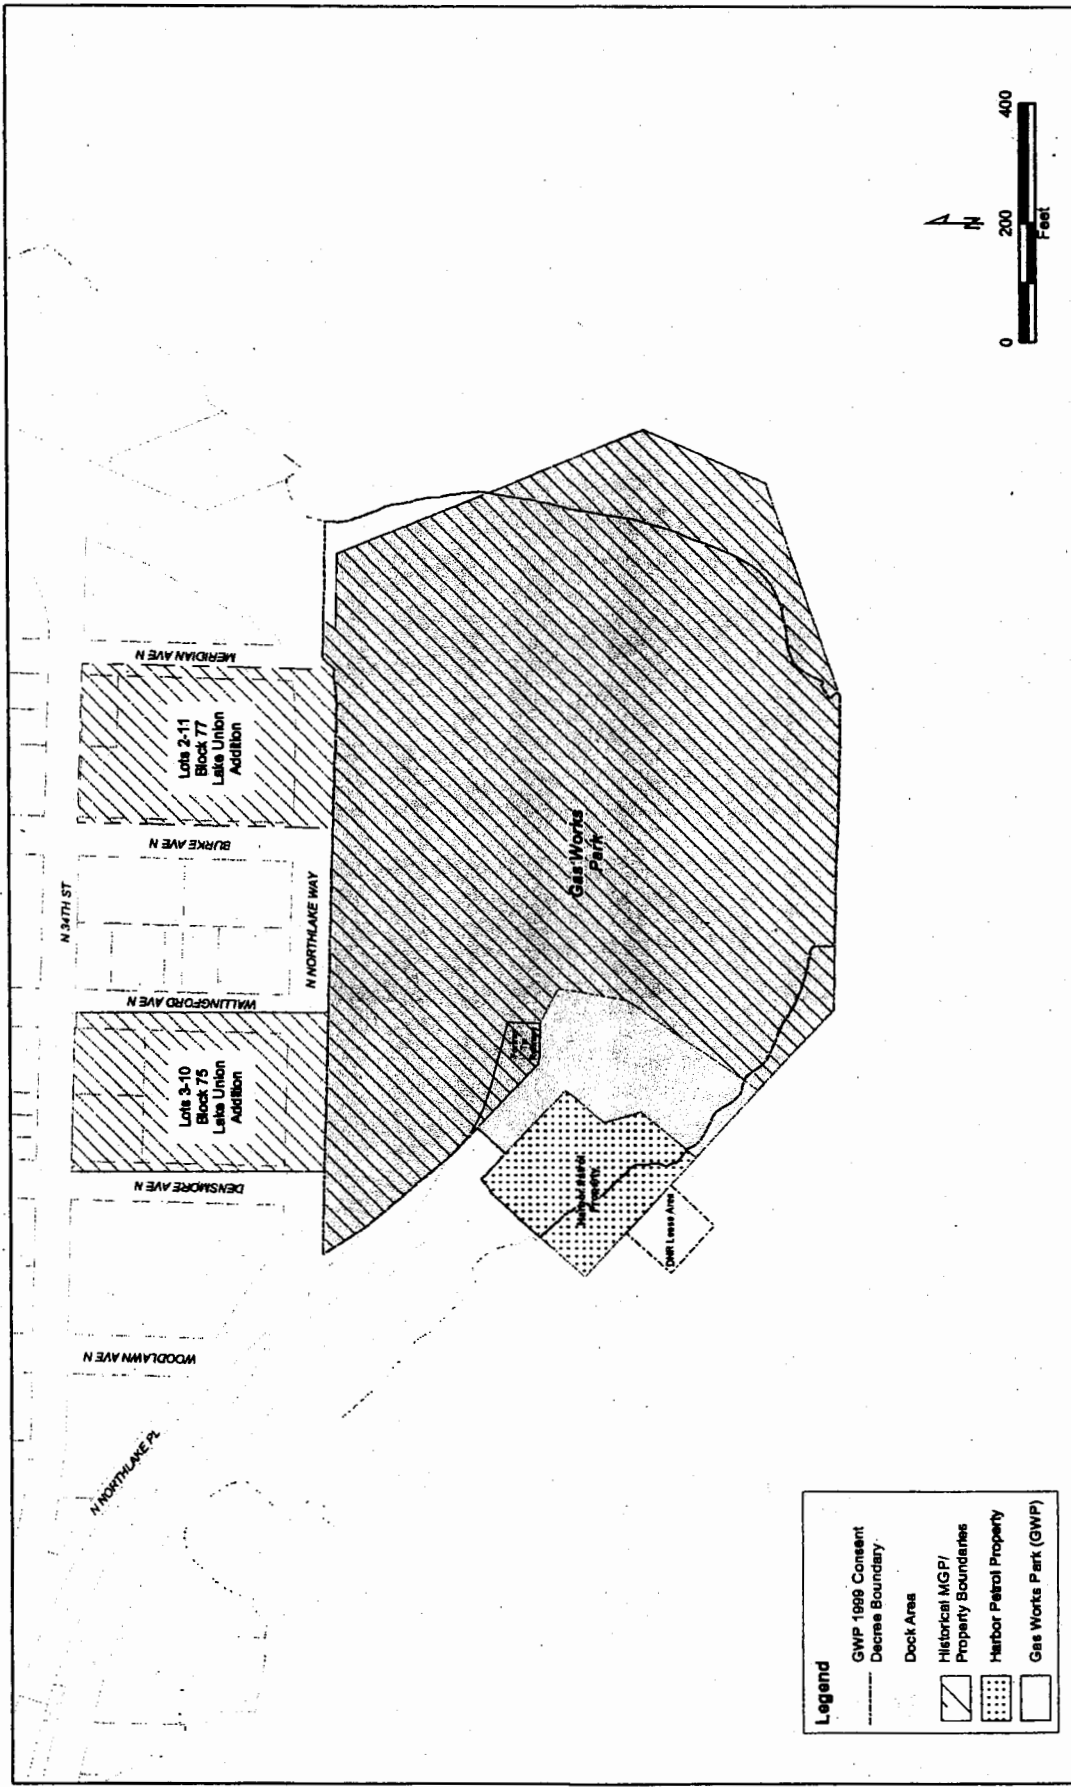 N 34TH ST
N NORTHLAKE WAY
N NORTHLAKE PL
WOODLAWN AVE N
DENSMORE AVE N
WALLINGFORD AVE N
BURKE AVE N
MERIDIAN AVE N
Lots 3-10
Block 75
Lake Union
Addition
Lots 2-11
Block 77
Lake Union
Addition
Gas Works
Park
Harbor Patrol
Property
DNR Lease Area
N
0
200
400
Feet
Legend
GWP 1999 Consent
Decree Boundary
Dock Area
Historical MGP/
Property Boundaries
Harbor Patrol Property
Gas Works Park (GWP)